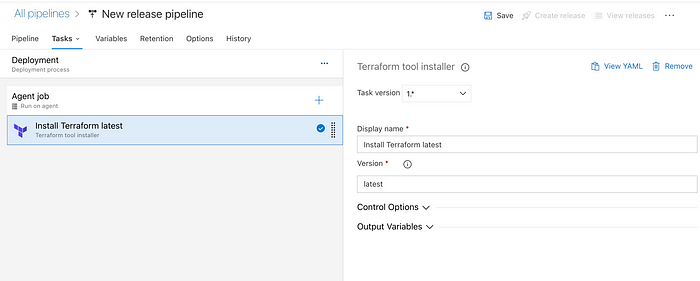 All pipelines > New release pipeline
Save
Create release
View releases
...
Pipeline
Tasks
Variables
Retention
Options
History
Deployment
Deployment process
...
Agent job
Run on agent
+
Install Terraform latest
Terraform tool installer
Terraform tool installer
View YAML
Remove
Task version 1.*
Display name *
Install Terraform latest
Version *
latest
Control Options
Output Variables